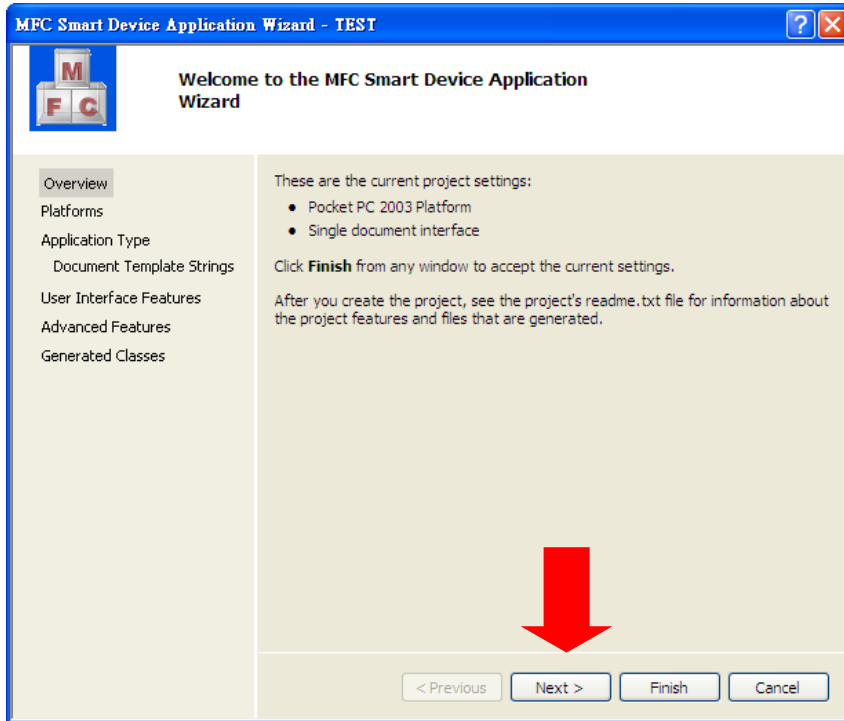 MFC Smart Device Application Wizard - TEST
M
F C
Welcome to the MFC Smart Device Application
Wizard
Overview
Platforms
Application Type
Document Template Strings
User Interface Features
Advanced Features
Generated Classes
These are the current project settings:
• Pocket PC 2003 Platform
• Single document interface
Click Finish from any window to accept the current settings.
After you create the project, see the project's readme.txt file for information about
the project features and files that are generated.
< Previous
Next >
Finish
Cancel